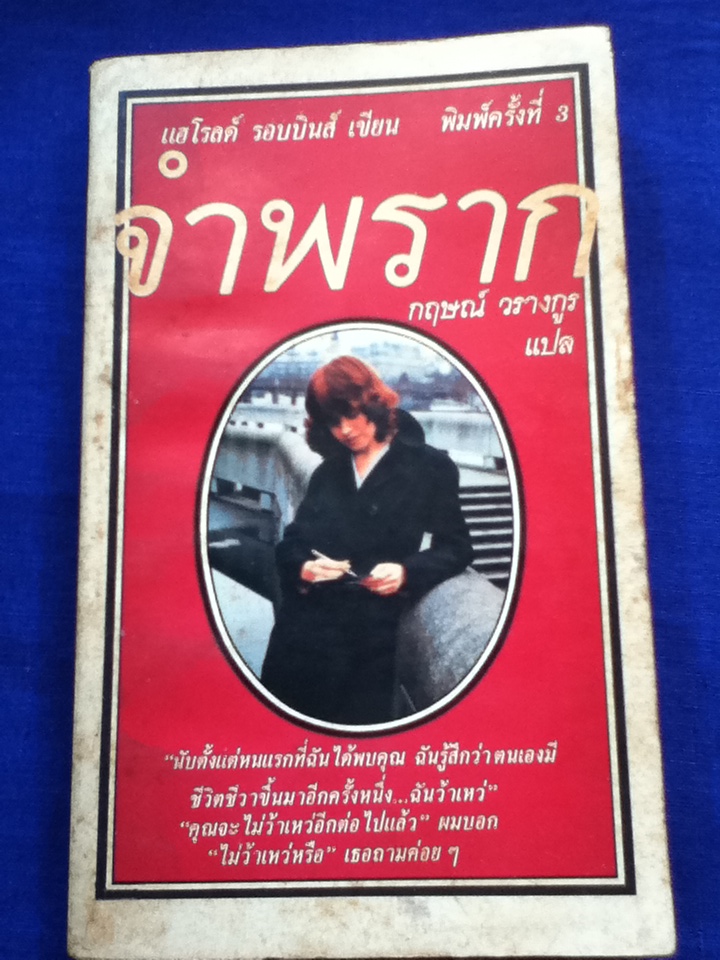 แฮโรลด์ รอบบินส์ เขียน พิมพ์ครั้งที่ 3
จำพราก
กฤษณ์ วรางกูร
แปล
“นับตั้งแต่หนแรกที่ฉันได้พบคุณ ฉันรู้สึกว่าตนเองมี
ชีวิตชีวาขึ้นมาอีกครั้งหนึ่ง...ฉันว้าเหว่”
“คุณจะไม่ว้าเหว่อีกต่อไปแล้ว” ผมบอก
“ไม่ว้าเหว่หรือ” เธอถามค่อย ๆ